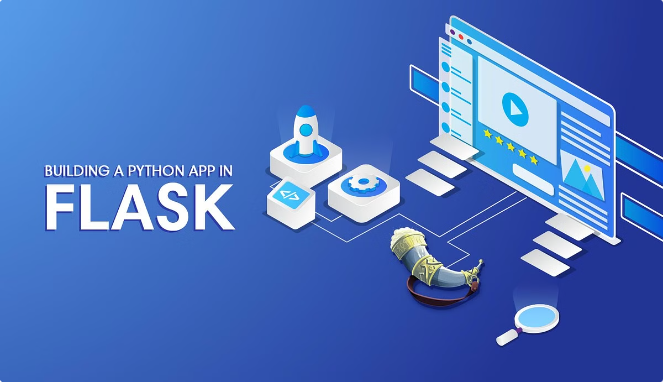 BUILDING A PYTHON APP IN
FLASK
</>